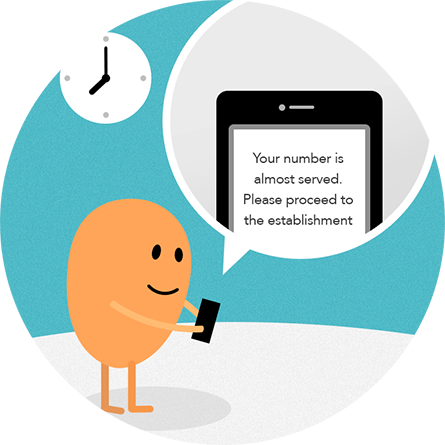 Your number is
almost served.
Please proceed to
the establishment